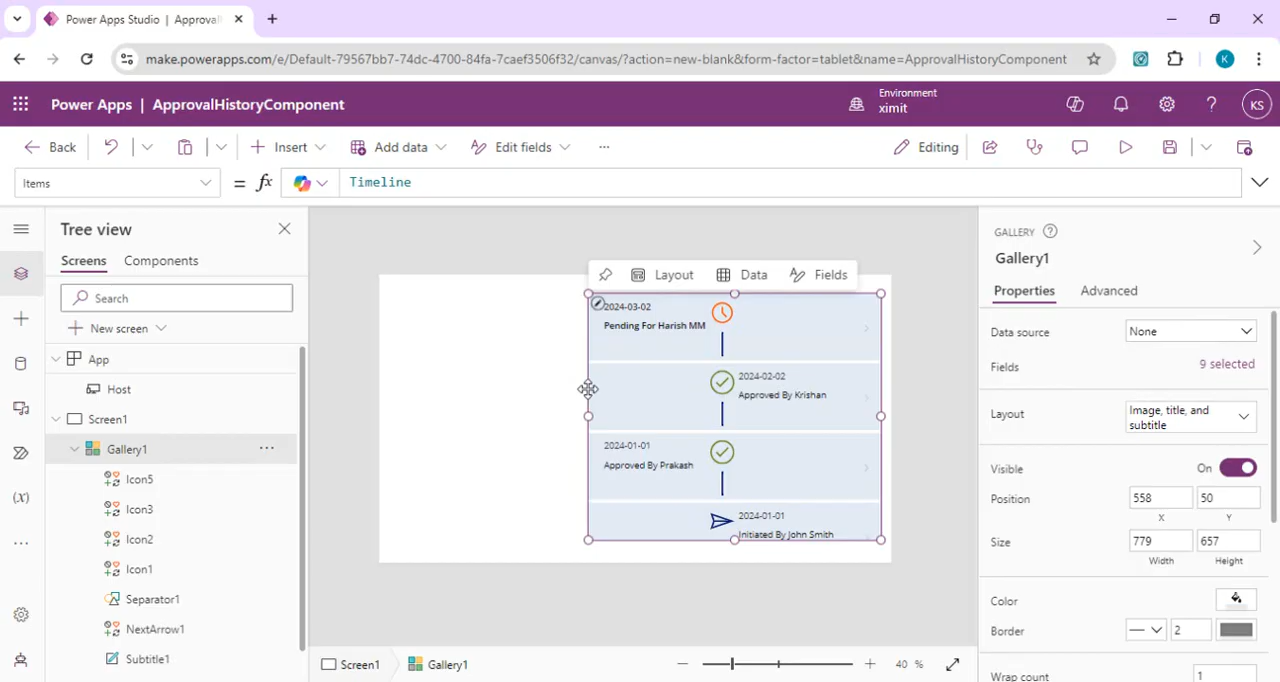 Power Apps Studio | Approval
make.powerapps.com/e/Default-79567bb7-74dc-4700-84fa-7caef3506f32/canvas/?action=new-blank&form-factor=tablet&name=ApprovalHistoryComponent
K
Power Apps | ApprovalHistoryComponent
Environment
ximit
KS
Back
Insert
Add data
Edit fields
Editing
Items
= fx
Timeline
Tree view
Screens Components
Search
New screen
App
Host
Screen1
Gallery1
Icon5
Icon3
Icon2
Icon1
Separator1
NextArrow1
Subtitle1
Layout Data Fields
2024-03-02
Pending For Harish MM
2024-02-02
Approved By Krishan
2024-01-01
Approved By Prakash
2024-01-01
Initiated By John Smith
Screen1 Gallery1
40 %
GALLERY
Gallery1
Properties Advanced
Data source None
Fields 9 selected
Layout Image, title, and
subtitle
Visible On
Position 558 50
X Y
Size 779 657
Width Height
Color
Border 2
Wrap count 1